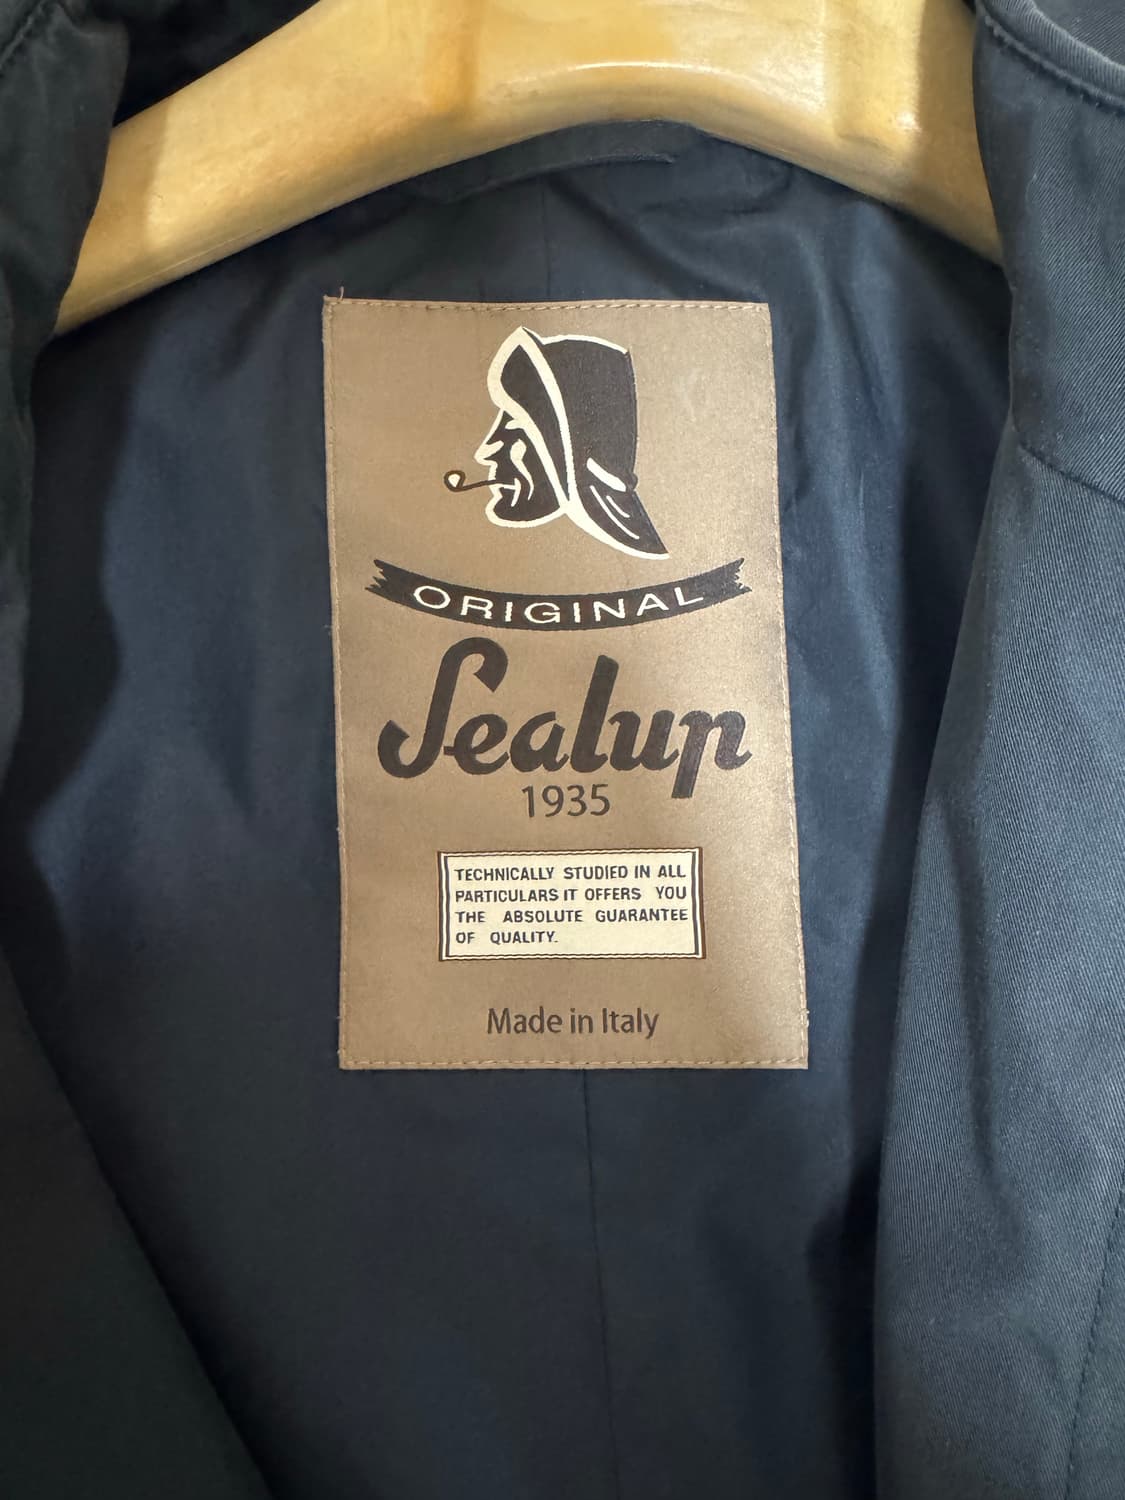 ORIGINAL
Sealup
1935
TECHNICALLY STUDIED IN ALL
PARTICULARS IT OFFERS YOU
THE ABSOLUTE GUARANTEE
OF QUALITY.
Made in Italy